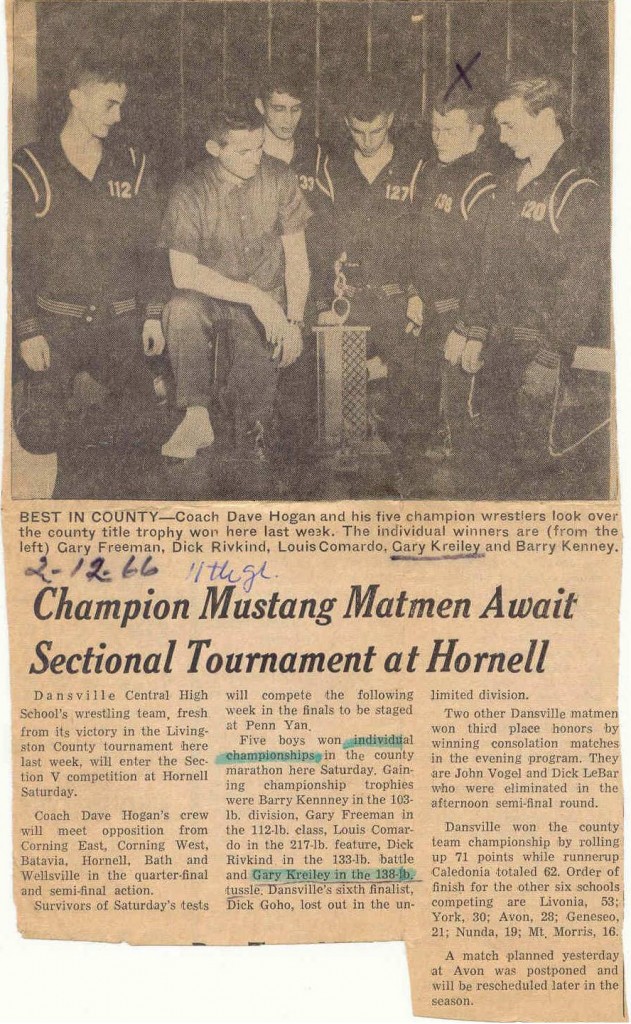 112
33
127
138
120
X
BEST IN COUNTY—Coach Dave Hogan and his five champion wrestlers look over
the county title trophy won here last week. The individual winners are (from the
left) Gary Freeman, Dick Rivkind, Louis Comardo, Gary Kreiley and Barry Kenney.
2-12-66 11th gr.
Champion Mustang Matmen Await
Sectional Tournament at Hornell
Dansville Central High
School's wrestling team, fresh
from its victory in the Living-
ston County tournament here
last week, will enter the Sec-
tion V competition at Hornell
Saturday.
Coach Dave Hogan's crew
will meet opposition from
Corning East, Corning West,
Batavia, Hornell, Bath and
Wellsville in the quarter-final
and semi-final action.
Survivors of Saturday's tests
will compete the following
week in the finals to be staged
at Penn Yan.
Five boys won individual
championships in the county
marathon here Saturday. Gain-
ing championship trophies
were Barry Kennney in the 103-
lb. division, Gary Freeman in
the 112-lb. class, Louis Comar-
do in the 217-lb. feature, Dick
Rivkind in the 133-lb. battle
and Gary Kreiley in the 138-lb.
tussle. Dansville's sixth finalist,
Dick Goho, lost out in the un-
limited division.
Two other Dansville matmen
won third place honors by
winning consolation matches
in the evening program. They
are John Vogel and Dick LeBar
who were eliminated in the
afternoon semi-final round.
Dansville won the county
team championship by rolling
up 71 points while runnerup
Caledonia totaled 62. Order of
finish for the other six schools
competing are Livonia, 53;
York, 30; Avon, 28; Geneseo,
21; Nunda, 19; Mt. Morris, 16.
A match planned yesterday
at Avon was postponed and
will be rescheduled later in the
season.